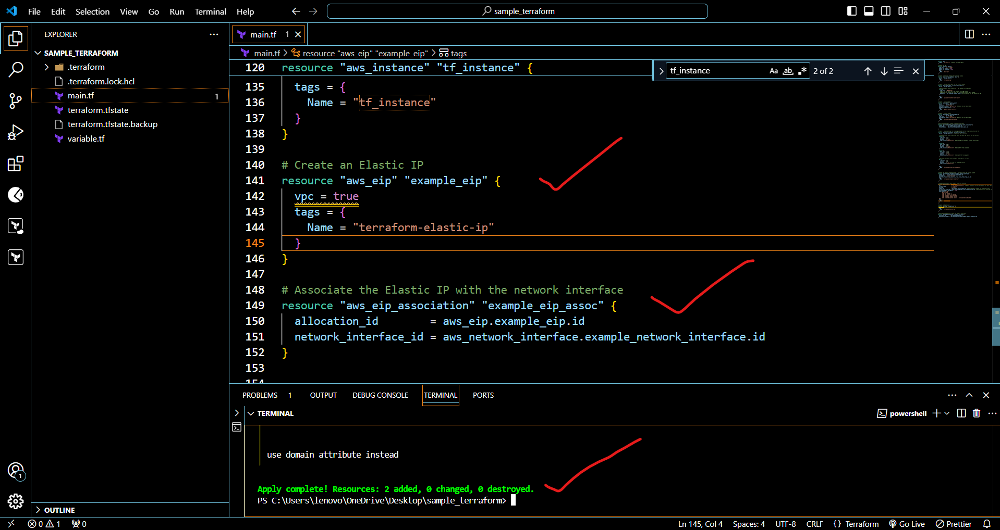 File Edit Selection View Go Run Terminal Help
sample_terraform
EXPLORER
SAMPLE_TERRAFORM
.terraform
.terraform.lock.hcl
main.tf 1
terraform.tfstate
terraform.tfstate.backup
variable.tf
OUTLINE
main.tf 1
main.tf > resource "aws_eip" "example_eip" > tags
tf_instance Aa ab 2 of 2
120 resource "aws_instance" "tf_instance" {
135 tags = {
136 Name = "tf_instance"
137 }
138 }
139
140 # Create an Elastic IP
141 resource "aws_eip" "example_eip" {
142 vpc = true
143 tags = {
144 Name = "terraform-elastic-ip"
145 }
146 }
147
148 # Associate the Elastic IP with the network interface
149 resource "aws_eip_association" "example_eip_assoc" {
150 allocation_id = aws_eip.example_eip.id
151 network_interface_id = aws_network_interface.example_network_interface.id
152 }
153
154
PROBLEMS 1 OUTPUT DEBUG CONSOLE TERMINAL PORTS
TERMINAL
powershell
use domain attribute instead
Apply complete! Resources: 2 added, 0 changed, 0 destroyed.
PS C:\Users\lenovo\OneDrive\Desktop\sample_terraform>
1
0 1 0
Ln 145, Col 4 Spaces: 4 UTF-8 CRLF {} Terraform Go Live Prettier